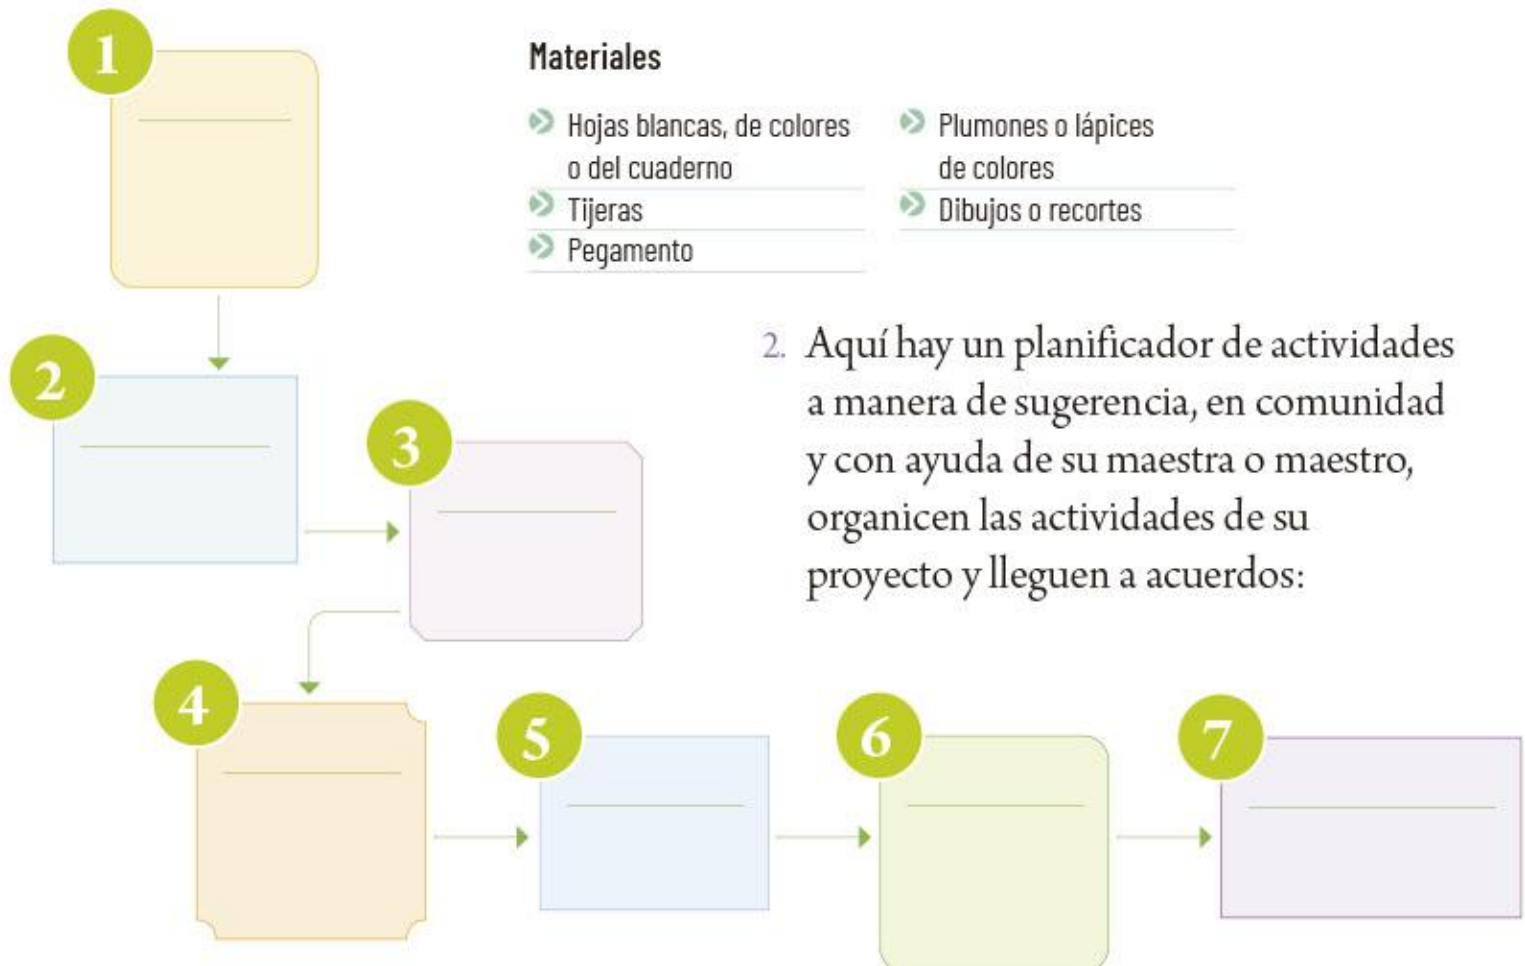 1
Materiales
Hojas blancas, de colores
o del cuaderno
Tijeras
Pegamento
Plumones o lápices
de colores
Dibujos o recortes
2
3
2. Aquí hay un planificador de actividades
a manera de sugerencia, en comunidad
y con ayuda de su maestra o maestro,
organicen las actividades de su
proyecto y lleguen a acuerdos:
4
5
6
7